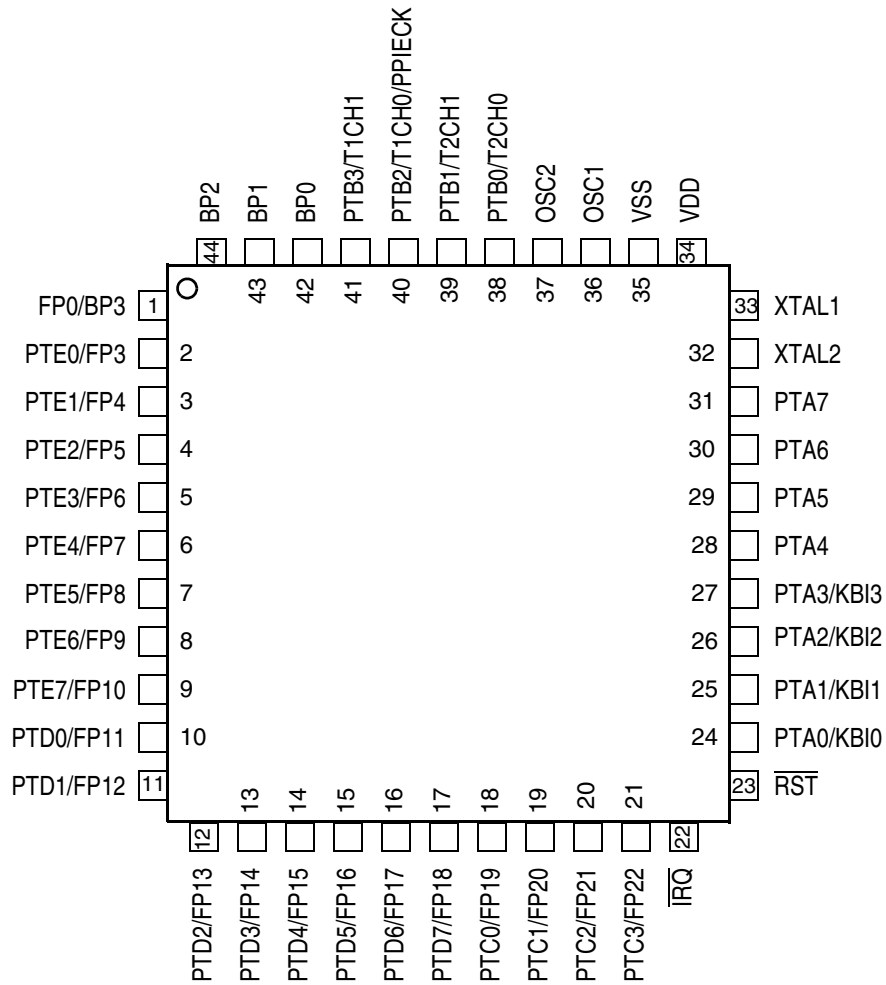 BP2
BP1
BP0
PTB3/T1CH1
PTB2/T1CH0/PPIECK
PTB1/T2CH1
PTB0/T2CH0
OSC2
OSC1
VSS
VDD
44
43
42
41
40
39
38
37
36
35
34
FP0/BP3 1
PTE0/FP3 2
PTE1/FP4 3
PTE2/FP5 4
PTE3/FP6 5
PTE4/FP7 6
PTE5/FP8 7
PTE6/FP9 8
PTE7/FP10 9
PTD0/FP11 10
PTD1/FP12 11
33 XTAL1
32 XTAL2
31 PTA7
30 PTA6
29 PTA5
28 PTA4
27 PTA3/KBI3
26 PTA2/KBI2
25 PTA1/KBI1
24 PTA0/KBI0
23 RST
12
13
14
15
16
17
18
19
20
21
22
PTD2/FP13
PTD3/FP14
PTD4/FP15
PTD5/FP16
PTD6/FP17
PTD7/FP18
PTC0/FP19
PTC1/FP20
PTC2/FP21
PTC3/FP22
IRQ